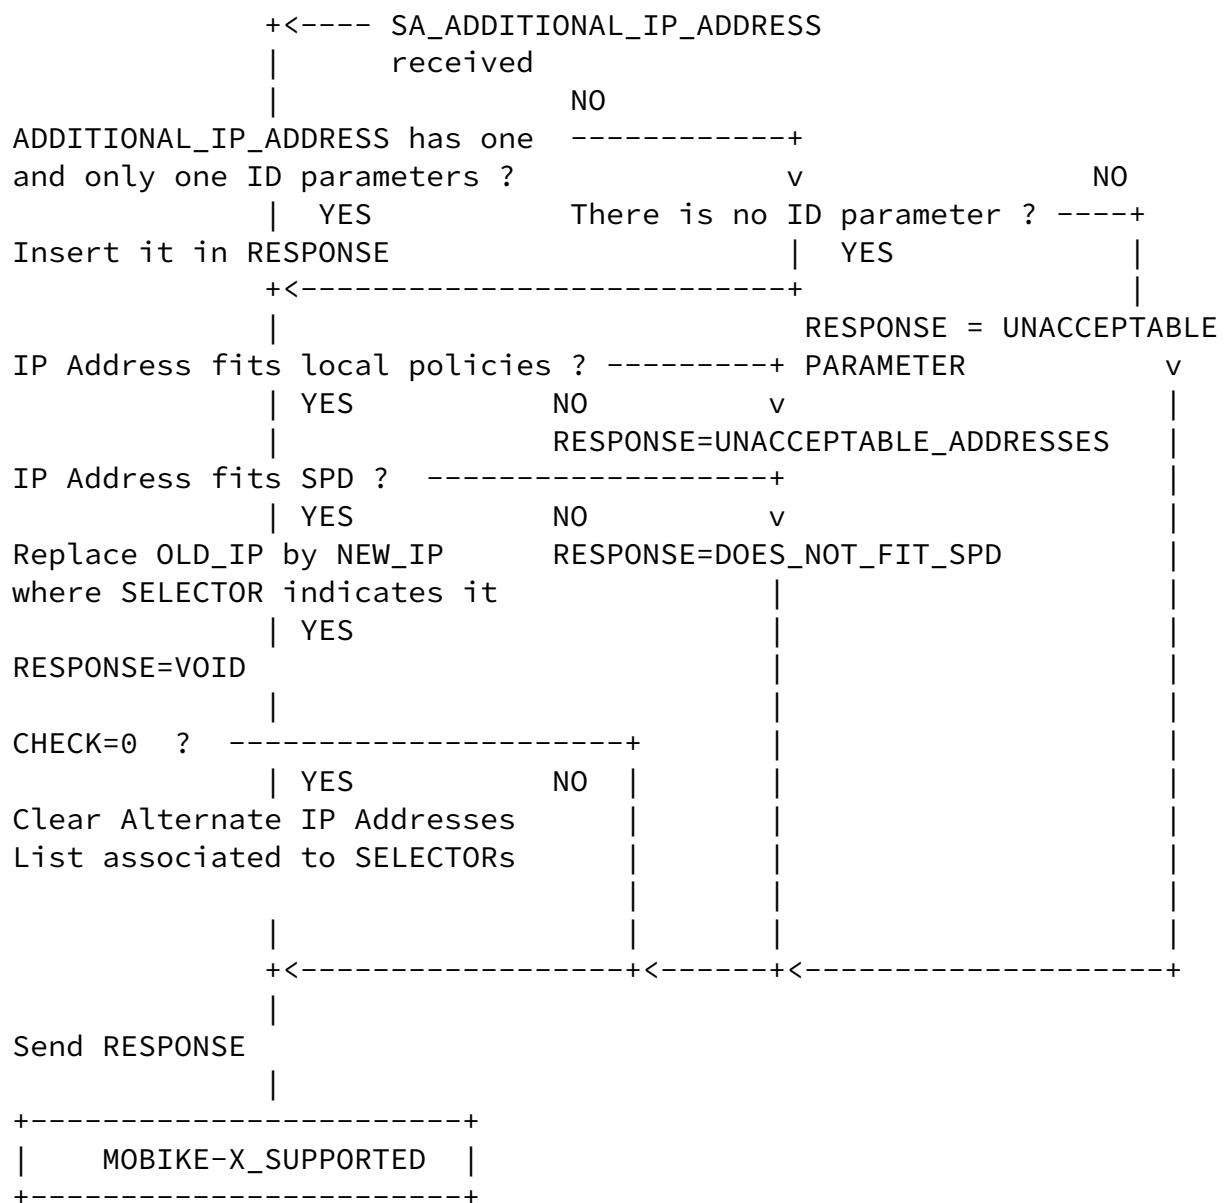 +<---- SA_ADDITIONAL_IP_ADDRESS
| received
| NO
ADDITIONAL_IP_ADDRESS has one ------------+
and only one ID parameters ? v NO
| YES There is no ID parameter ? ----+
Insert it in RESPONSE | YES |
+<---------------------------+ |
| RESPONSE = UNACCEPTABLE
IP Address fits local policies ? ---------+ PARAMETER v
| YES NO v |
| RESPONSE=UNACCEPTABLE_ADDRESSES |
IP Address fits SPD ? -------------------+ |
| YES NO v |
Replace OLD_IP by NEW_IP RESPONSE=DOES_NOT_FIT_SPD |
where SELECTOR indicates it | |
| YES | |
RESPONSE=VOID | |
| | |
CHECK=0 ? ----------------------+ | |
| YES NO | | |
Clear Alternate IP Addresses | | |
List associated to SELECTORs | | |
| | |
| | | |
+<------------------+<------+<--------------------+
|
Send RESPONSE
|
+------------------------+
| MOBIKE-X_SUPPORTED |
+------------------------+